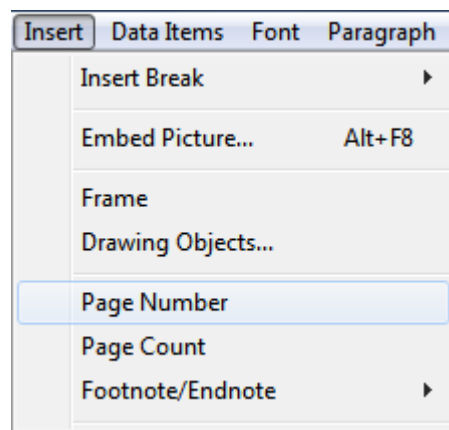 Insert Data Items Font Paragraph
Insert Break
Embed Picture... Alt+F8
Frame
Drawing Objects...
Page Number
Page Count
Footnote/Endnote